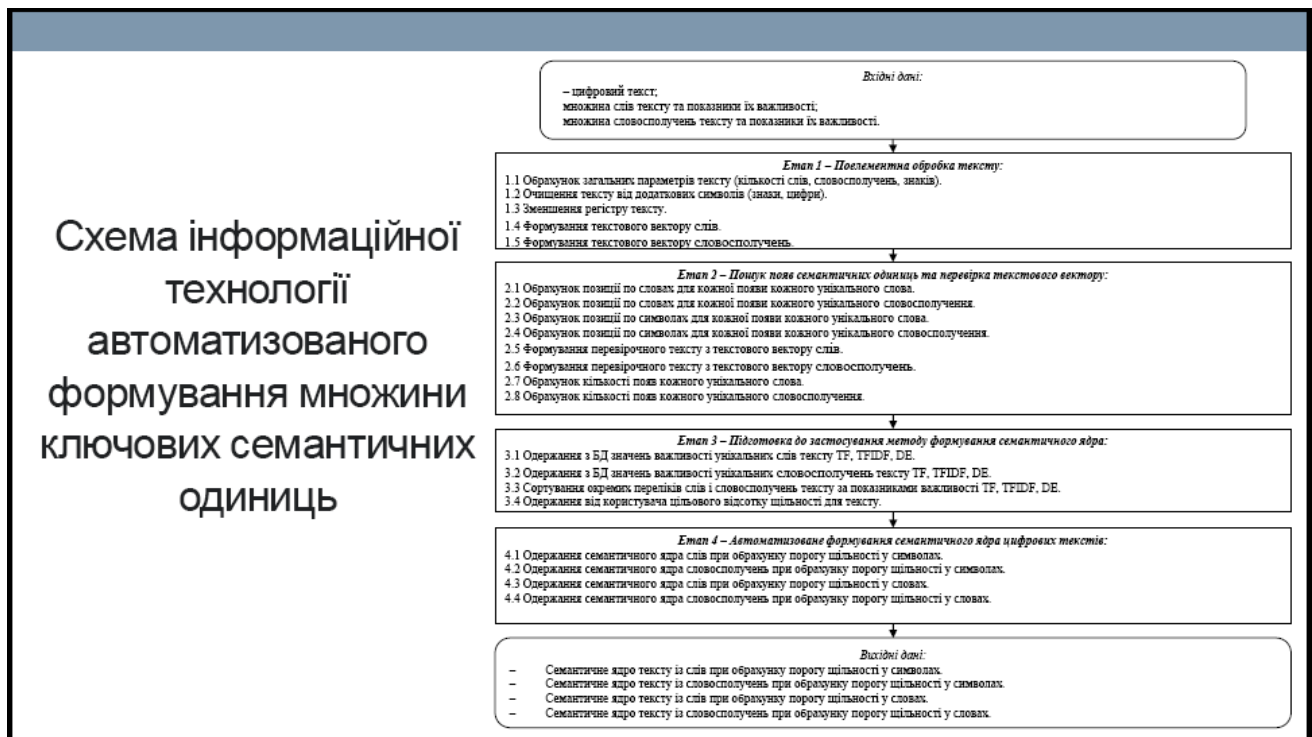 Схема інформаційної
технології
автоматизованого
формування множини
ключових семантичних
одиниць
Вхідні дані:
– цифровий текст;
множина слів тексту та показники їх важливості;
множина словосполучень тексту та показники їх важливості.
Етап 1 – Поелементна обробка тексту:
1.1 Обрахунок загальних параметрів тексту (кількості слів, словосполучень, знаків).
1.2 Очищення тексту від додаткових символів (знаки, цифри).
1.3 Зменшення регістру тексту.
1.4 Формування текстового вектору слів.
1.5 Формування текстового вектору словосполучень.
Етап 2 – Пошук появ семантичних одиниць та перевірка текстового вектору:
2.1 Обрахунок позиції по словах для кожної появи кожного унікального слова.
2.2 Обрахунок позиції по словах для кожної появи кожного унікального словосполучення.
2.3 Обрахунок позиції по символах для кожної появи кожного унікального слова.
2.4 Обрахунок позиції по символах для кожної появи кожного унікального словосполучення.
2.5 Формування перевірочного тексту з текстового вектору слів.
2.6 Формування перевірочного тексту з текстового вектору словосполучень.
2.7 Обрахунок кількості появ кожного унікального слова.
2.8 Обрахунок кількості появ кожного унікального словосполучення.
Етап 3 – Підготовка до застосування методу формування семантичного ядра:
3.1 Одержання з БД значень важливості унікальних слів тексту TF, TFIDF, DE.
3.2 Одержання з БД значень важливості унікальних словосполучень тексту TF, TFIDF, DE.
3.3 Сортування окремих переліків слів і словосполучень тексту за показниками важливості TF, TFIDF, DE.
3.4 Одержання від користувача цільового відсотку щільності для тексту.
Етап 4 – Автоматизоване формування семантичного ядра цифрових текстів:
4.1 Одержання семантичного ядра слів при обрахунку порогу щільності у символах.
4.2 Одержання семантичного ядра словосполучень при обрахунку порогу щільності у символах.
4.3 Одержання семантичного ядра слів при обрахунку порогу щільності у словах.
4.4 Одержання семантичного ядра словосполучень при обрахунку порогу щільності у словах.
Вихідні дані:
– Семантичне ядро тексту із слів при обрахунку порогу щільності у символах.
– Семантичне ядро тексту із словосполучень при обрахунку порогу щільності у символах.
– Семантичне ядро тексту із слів при обрахунку порогу щільності у словах.
– Семантичне ядро тексту із словосполучень при обрахунку порогу щільності у словах.